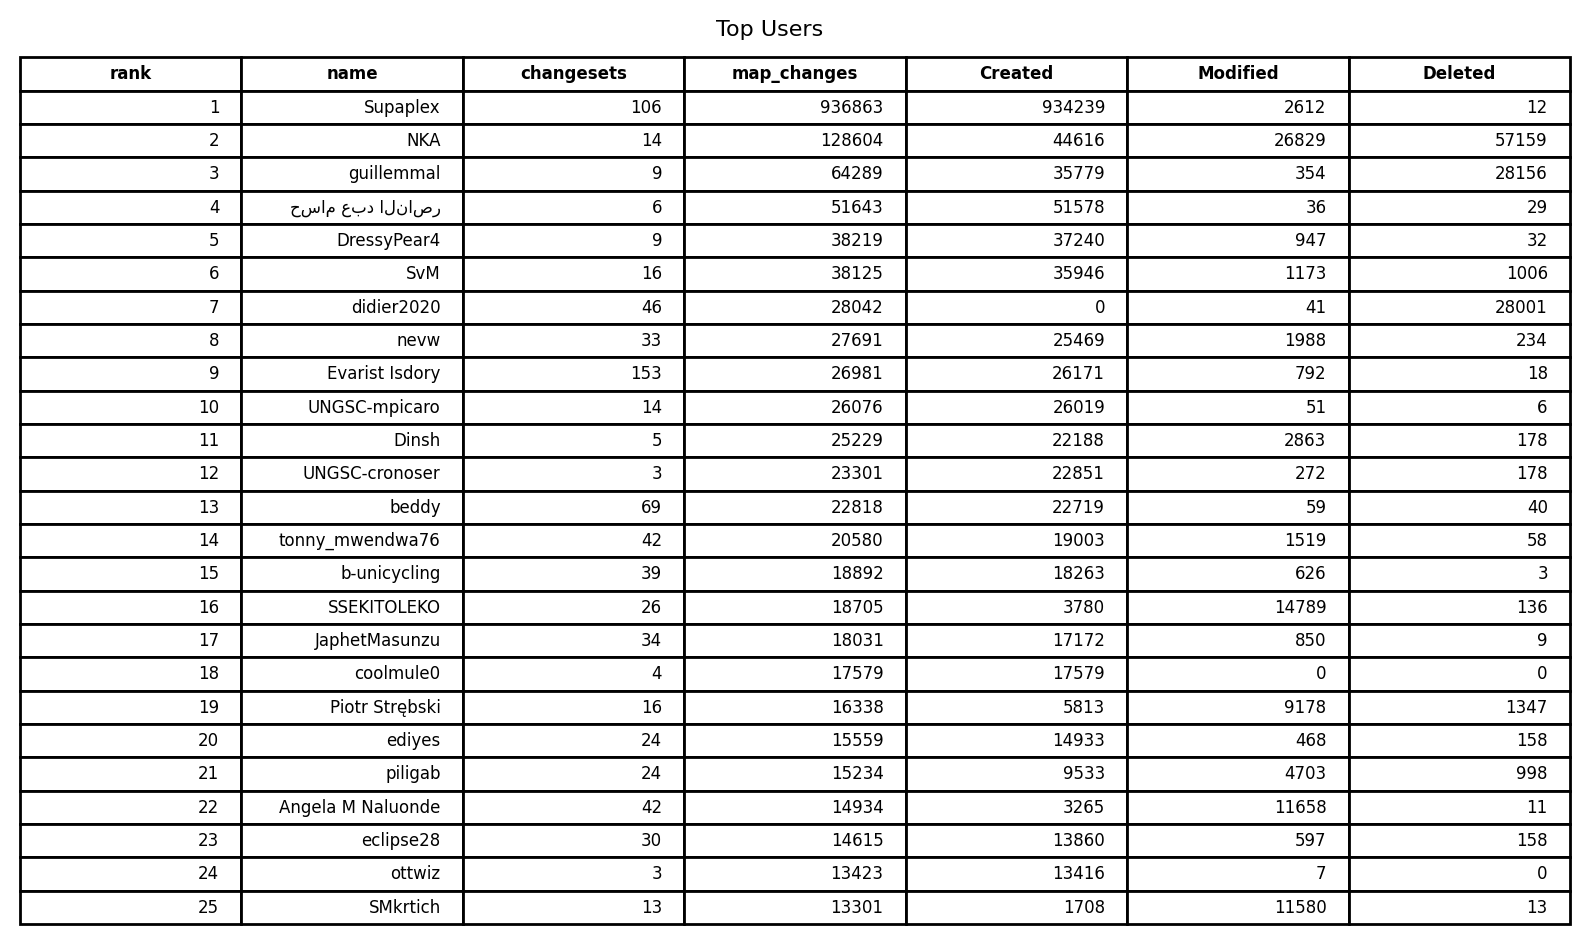 Top Users
rank name changesets map_changes Created Modified Deleted
1 Supaplex 106 936863 934239 2612 12
2 NKA 14 128604 44616 26829 57159
3 guillemmal 9 64289 35779 354 28156
4 حسام عبد الناصر 6 51643 51578 36 29
5 DressyPear4 9 38219 37240 947 32
6 SvM 16 38125 35946 1173 1006
7 didier2020 46 28042 0 41 28001
8 nevw 33 27691 25469 1988 234
9 Evarist Isdory 153 26981 26171 792 18
10 UNGSC-mpicaro 14 26076 26019 51 6
11 Dinsh 5 25229 22188 2863 178
12 UNGSC-cronoser 3 23301 22851 272 178
13 beddy 69 22818 22719 59 40
14 tonny_mwendwa76 42 20580 19003 1519 58
15 b-unicycling 39 18892 18263 626 3
16 SSEKITOLEKO 26 18705 3780 14789 136
17 JaphetMasunzu 34 18031 17172 850 9
18 coolmule0 4 17579 17579 0 0
19 Piotr Strębski 16 16338 5813 9178 1347
20 ediyes 24 15559 14933 468 158
21 piligab 24 15234 9533 4703 998
22 Angela M Naluonde 42 14934 3265 11658 11
23 eclipse28 30 14615 13860 597 158
24 ottwiz 3 13423 13416 7 0
25 SMkrtich 13 13301 1708 11580 13